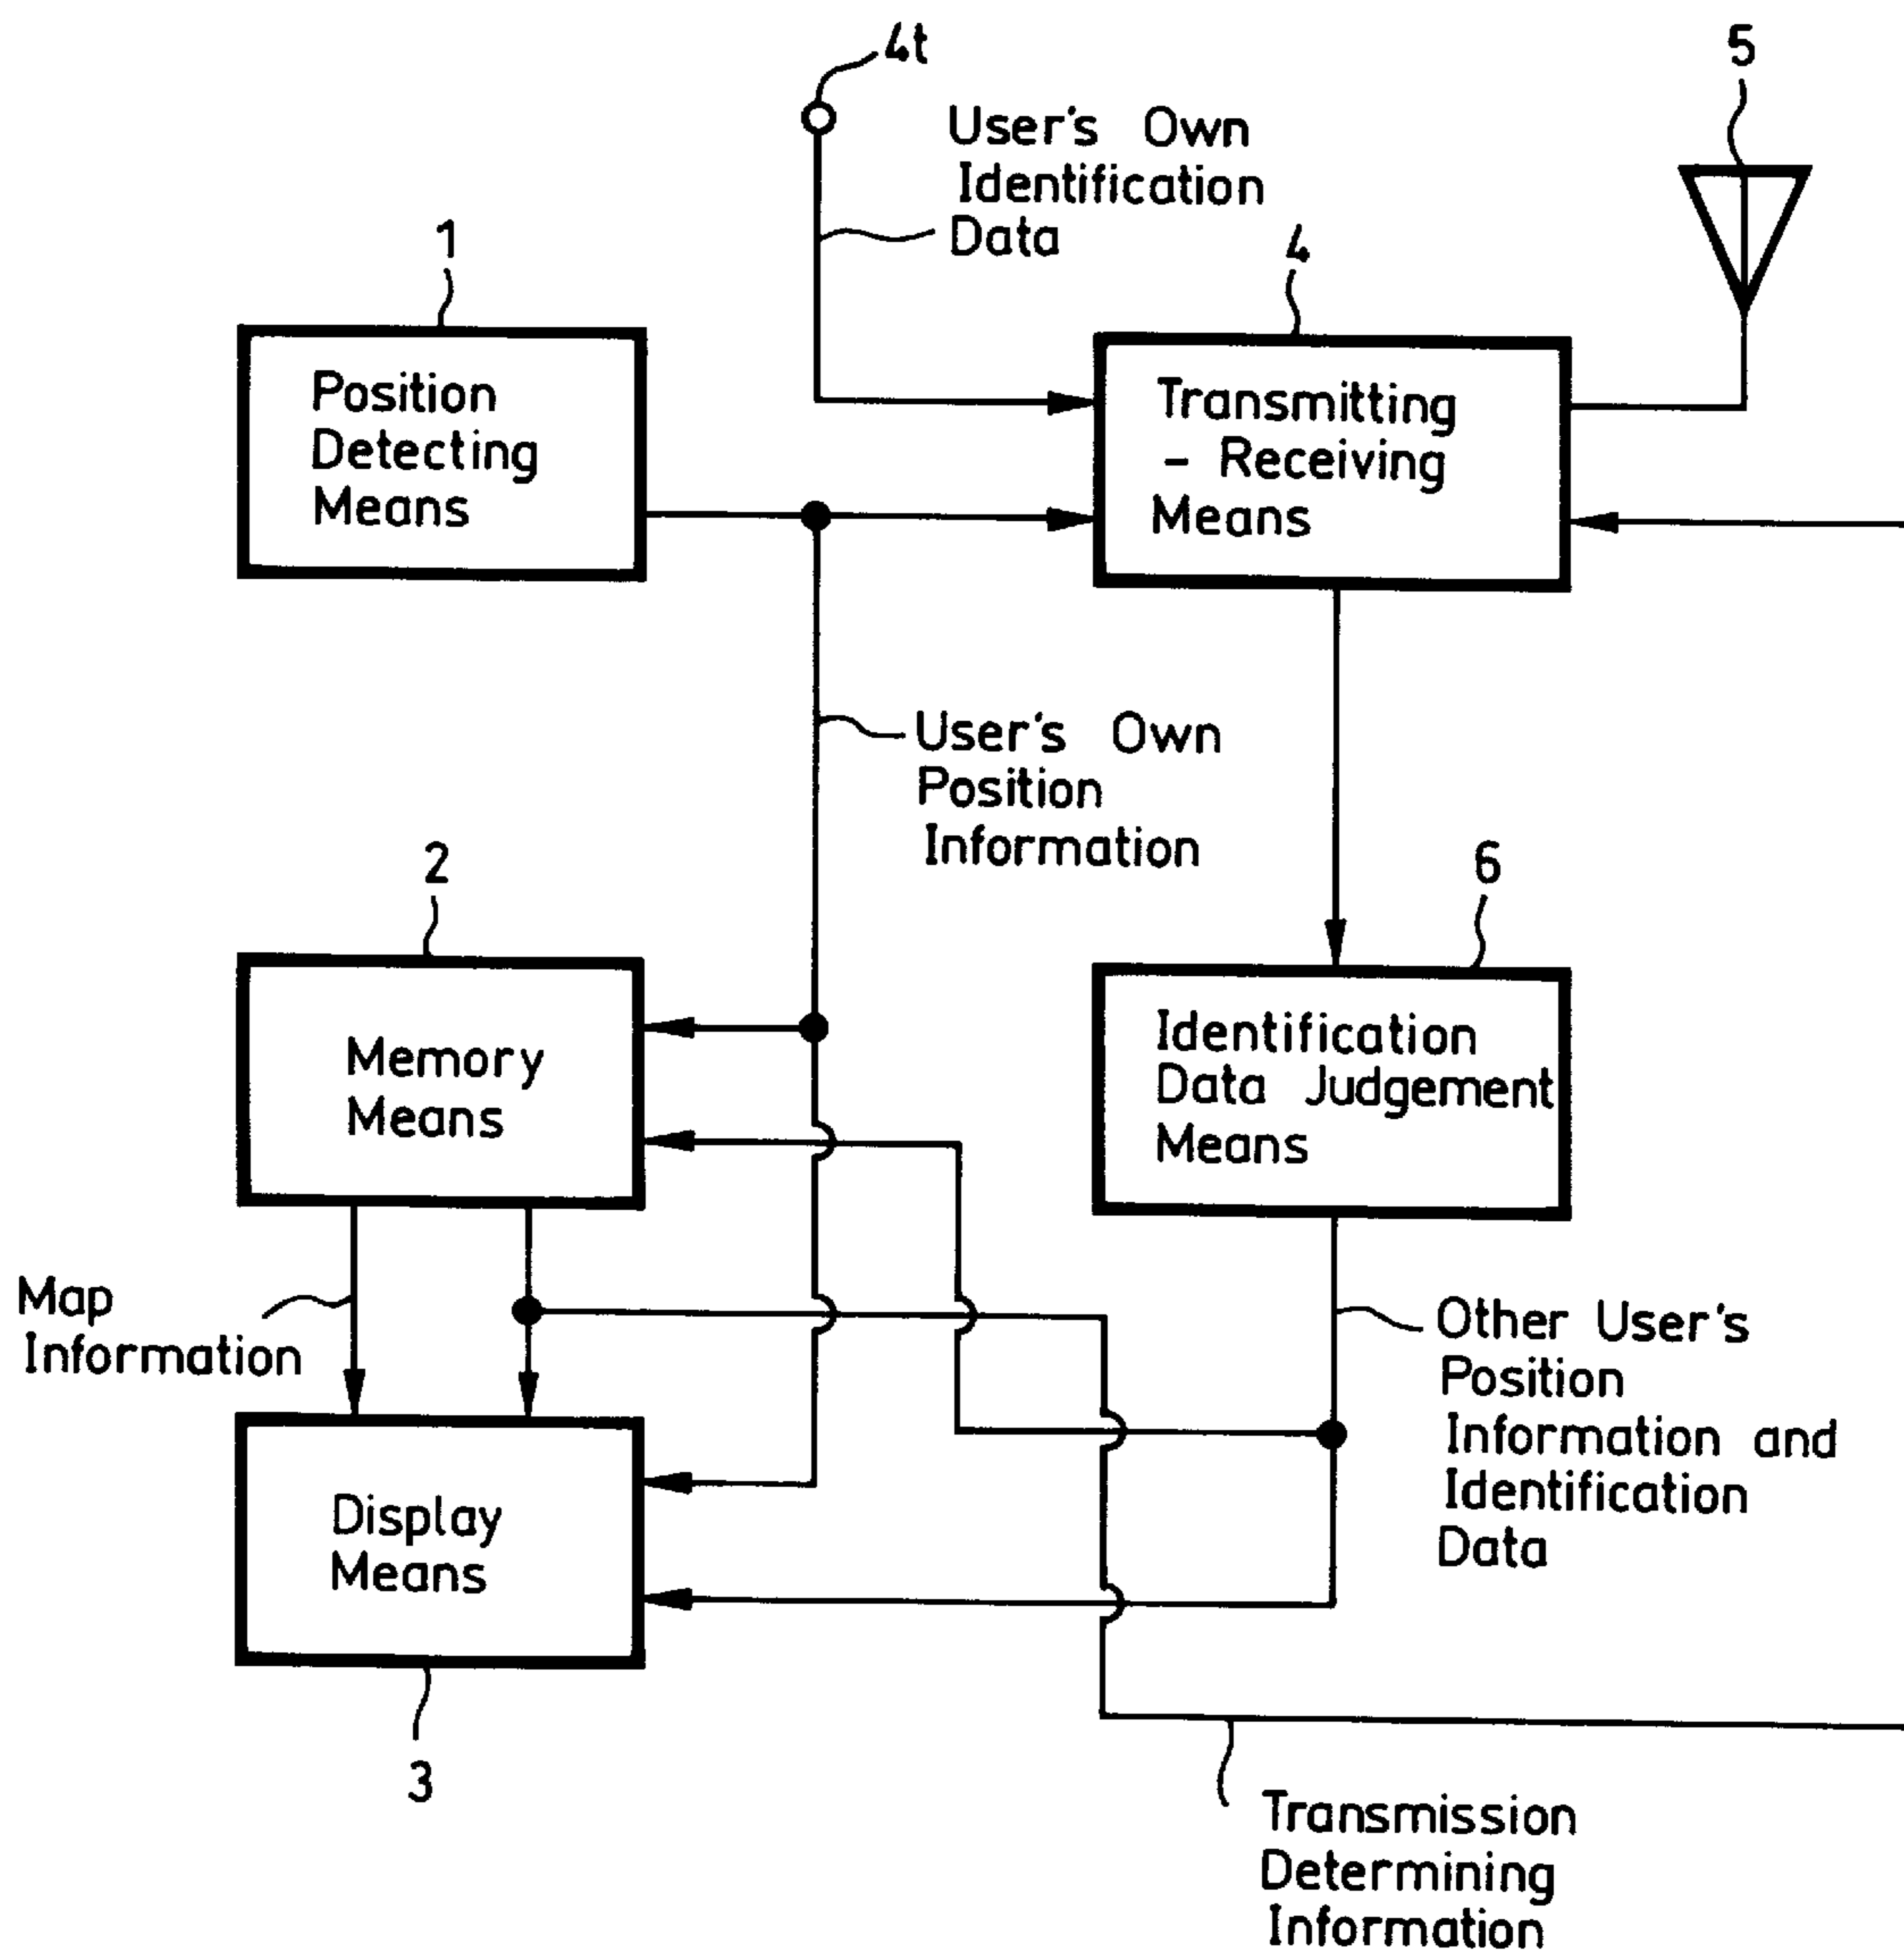 4t
5
User's Own
Identification
Data
1
4
Position
Detecting
Means
Transmitting
- Receiving
Means
User's Own
Position
Information
2
6
Memory
Means
Identification
Data Judgement
Means
Map
Information
Other User's
Position
Information and
Identification
Data
Display
Means
3
Transmission
Determining
Information